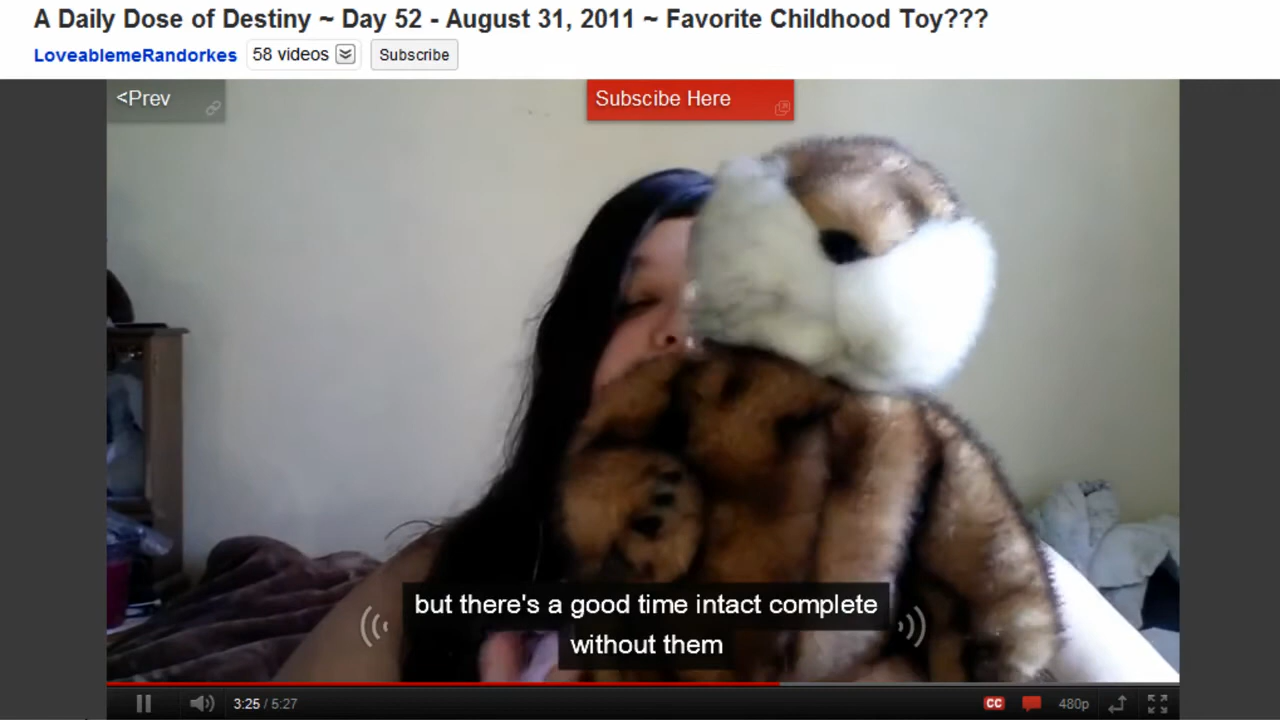 A Daily Dose of Destiny ~ Day 52 - August 31, 2011 ~ Favorite Childhood Toy???
LoveablemeRandorkes 58 videos Subscribe
<Prev Subscibe Here
but there's a good time intact complete
without them
3:25 / 5:27 CC 480p